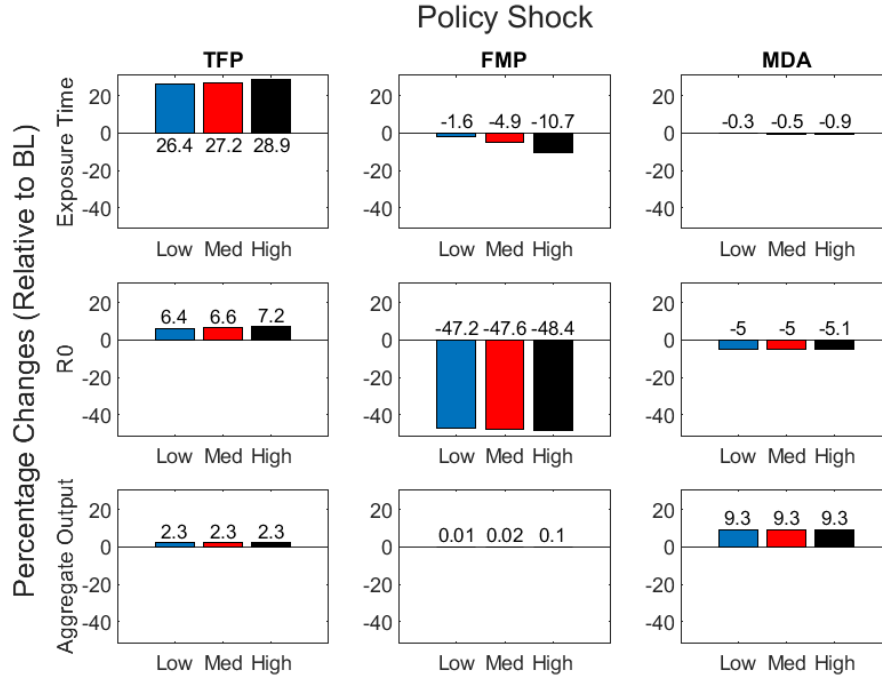 Policy Shock
TFP FMP MDA
Percentage Changes (Relative to BL)
Exposure Time
20
0
-20
-40
26.4 27.2 28.9
Low Med High
20
0
-20
-40
-1.6 -4.9 -10.7
Low Med High
20
0
-20
-40
-0.3 -0.5 -0.9
Low Med High
R0
20
0
-20
-40
6.4 6.6 7.2
Low Med High
20
0
-20
-40
-47.2 -47.6 -48.4
Low Med High
20
0
-20
-40
-5 -5 -5.1
Low Med High
Aggregate Output
20
0
-20
-40
2.3 2.3 2.3
Low Med High
20
0
-20
-40
0.01 0.02 0.1
Low Med High
20
0
-20
-40
9.3 9.3 9.3
Low Med High